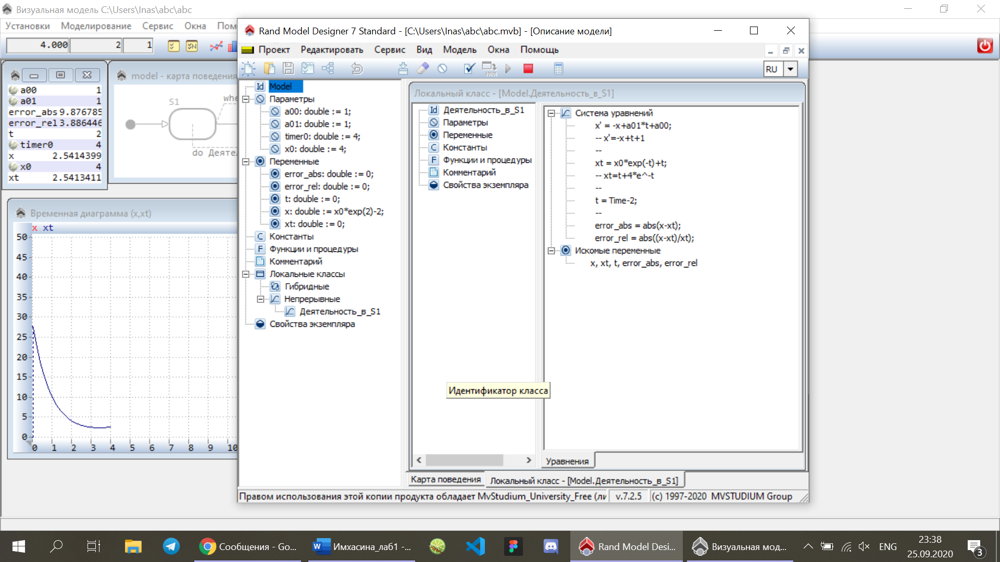 Визуальная модель C:\Users\Inas\abc\abc
Установки Моделирование Сервис Окна Пом
4.000 2 1
a00 1
a01 1
error_abs 9.876785
error_rel 3.886446
t 2
timer0 4
x 2.5414399
x0 4
xt 2.5413411
model - карта поведения
S1
whe
do Деяте
Временная диаграмма (x,xt)
x xt
50
45
40
35
30
25
20
15
10
5
0
0 1 2 3 4 5 6 7 8 9 10
Rand Model Designer 7 Standard - [C:\Users\Inas\abc\abc.mvb] - [Описание модели]
Проект Редактировать Сервис Вид Модель Окна Помощь
RU
Id Model
Параметры
a00: double := 1;
a01: double := 1;
timer0: double := 4;
x0: double := 4;
Переменные
error_abs: double := 0;
error_rel: double := 0;
t: double := 0;
x: double := x0*exp(2)-2;
xt: double := 0;
C Константы
F Функции и процедуры
Комментарий
Локальные классы
Гибридные
Непрерывные
Деятельность_в_S1
Свойства экземпляра
Локальный класс - [Model.Деятельность_в_S1]
Id Деятельность_в_S1
Параметры
Переменные
C Константы
F Функции и процедуры
Комментарий
Свойства экземпляра
Система уравнений
x' = -x+a01*t+a00;
-- x'=-x+t+1
--
xt = x0*exp(-t)+t;
-- xt=t+4*e^-t
--
t = Time-2;
--
error_abs = abs(x-xt);
error_rel = abs((x-xt)/xt);
Искомые переменные
x, xt, t, error_abs, error_rel
Идентификатор класса
Уравнения
Карта поведения Локальный класс - [Model.Деятельность_в_S1]
Правом использования этой копии продукта обладает MvStudium_University_Free (ли v.7.2.5 (c) 1997-2020 MVSTUDIUM Group
Сообщения - Go...
Имхасина_лаб1 -...
Rand Model Desi...
Визуальная мод...
ENG
23:38
25.09.2020
3